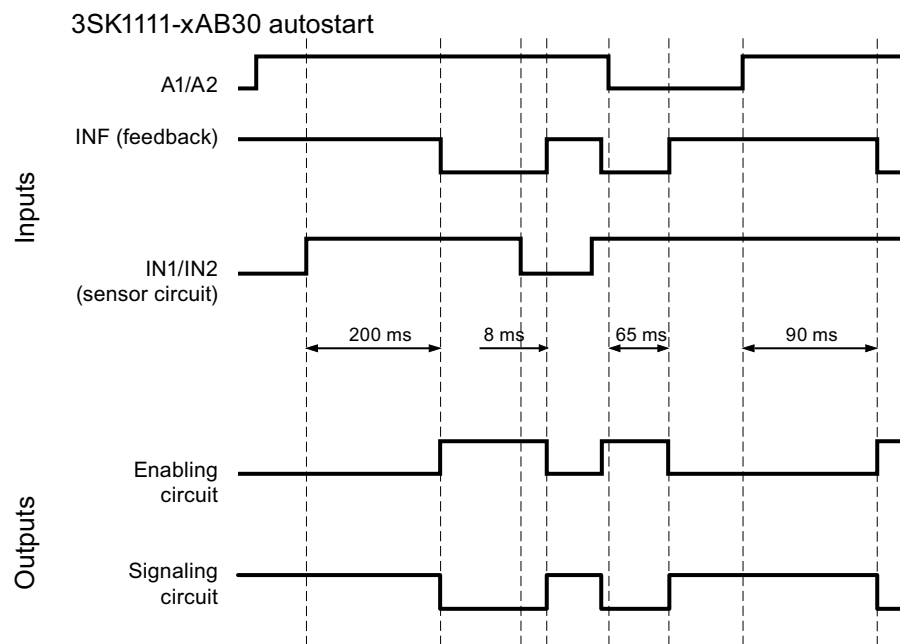 3SK1111-xAB30 autostart
A1/A2
INF (feedback)
Inputs
IN1/IN2
(sensor circuit)
200 ms
8 ms
65 ms
90 ms
Enabling
circuit
Outputs
Signaling
circuit